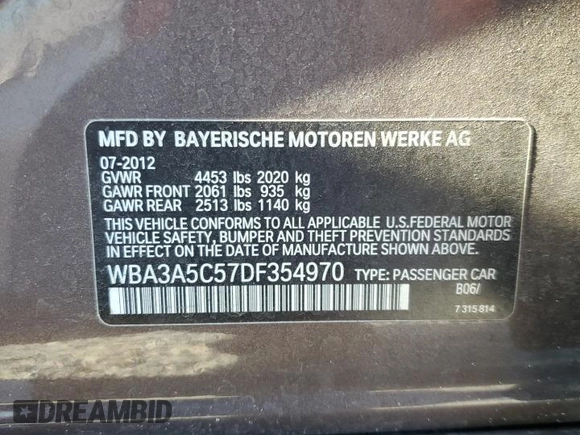 MFD BY BAYERISCHE MOTOREN WERKE AG
07-2012
GVWR 4453 lbs 2020 kg
GAWR FRONT 2061 lbs 935 kg
GAWR REAR 2513 lbs 1140 kg
THIS VEHICLE CONFORMS TO ALL APPLICABLE U.S.FEDERAL MOTOR
VEHICLE SAFETY, BUMPER AND THEFT PREVENTION STANDARDS
IN EFFECT ON THE DATE OF MANUFACTURE SHOWN ABOVE.
WBA3A5C57DF354970 TYPE: PASSENGER CAR
B06/
7 315 814
DREAMBID